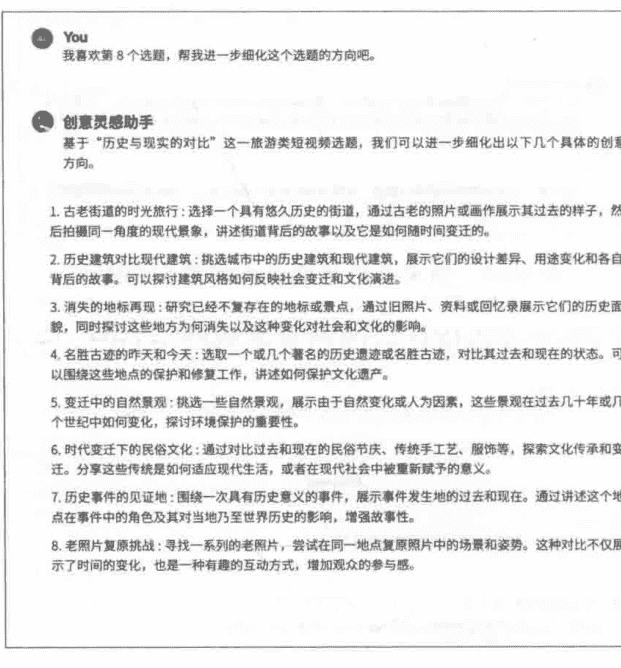 You
我喜欢第 8 个选题，帮我进一步细化这个选题的方向吧。
创意灵感助手
基于“历史与现实的对比”这一旅游类短视频选题，我们可以进一步细化出以下几个具体的创意
方向。
1. 古老街道的时光旅行：选择一个具有悠久历史的街道，通过古老的照片或画作展示其过去的样子，然
后拍摄同一角度的现代景象，讲述街道背后的故事以及它是如何随时间变迁的。
2. 历史建筑对比现代建筑：挑选城市中的历史建筑和现代建筑，展示它们的设计差异、用途变化和各自
背后的故事。可以探讨建筑风格如何反映社会变迁和文化演进。
3. 消失的地标再现：研究已经不复存在的地标或景点，通过旧照片、资料或回忆录展示它们的历史面
貌，同时探讨这些地方为何消失以及这种变化对社会和文化的影响。
4. 名胜古迹的昨天和今天：选取一个或几个著名的历史遗迹或名胜古迹，对比其过去和现在的状态。可
以围绕这些地点的保护和修复工作，讲述如何保护文化遗产。
5. 变迁中的自然景观：挑选一些自然景观，展示由于自然变化或人为因素，这些景观在过去几十年或几
个世纪中如何变化，探讨环境保护的重要性。
6. 时代变迁下的民俗文化：通过对比过去和现在的民俗节庆、传统手工艺、服饰等，探索文化传承和变
迁。分享这些传统是如何适应现代生活，或者在现代社会中被重新赋予的意义。
7. 历史事件的见证地：围绕一次具有历史意义的事件，展示事件发生地的过去和现在。通过讲述这个地
点在事件中的角色及其对当地乃至世界历史的影响，增强故事性。
8. 老照片复原挑战：寻找一系列的老照片，尝试在同一地点复原照片中的场景和姿势。这种对比不仅展
示了时间的变化，也是一种有趣的互动方式，增加观众的参与感。